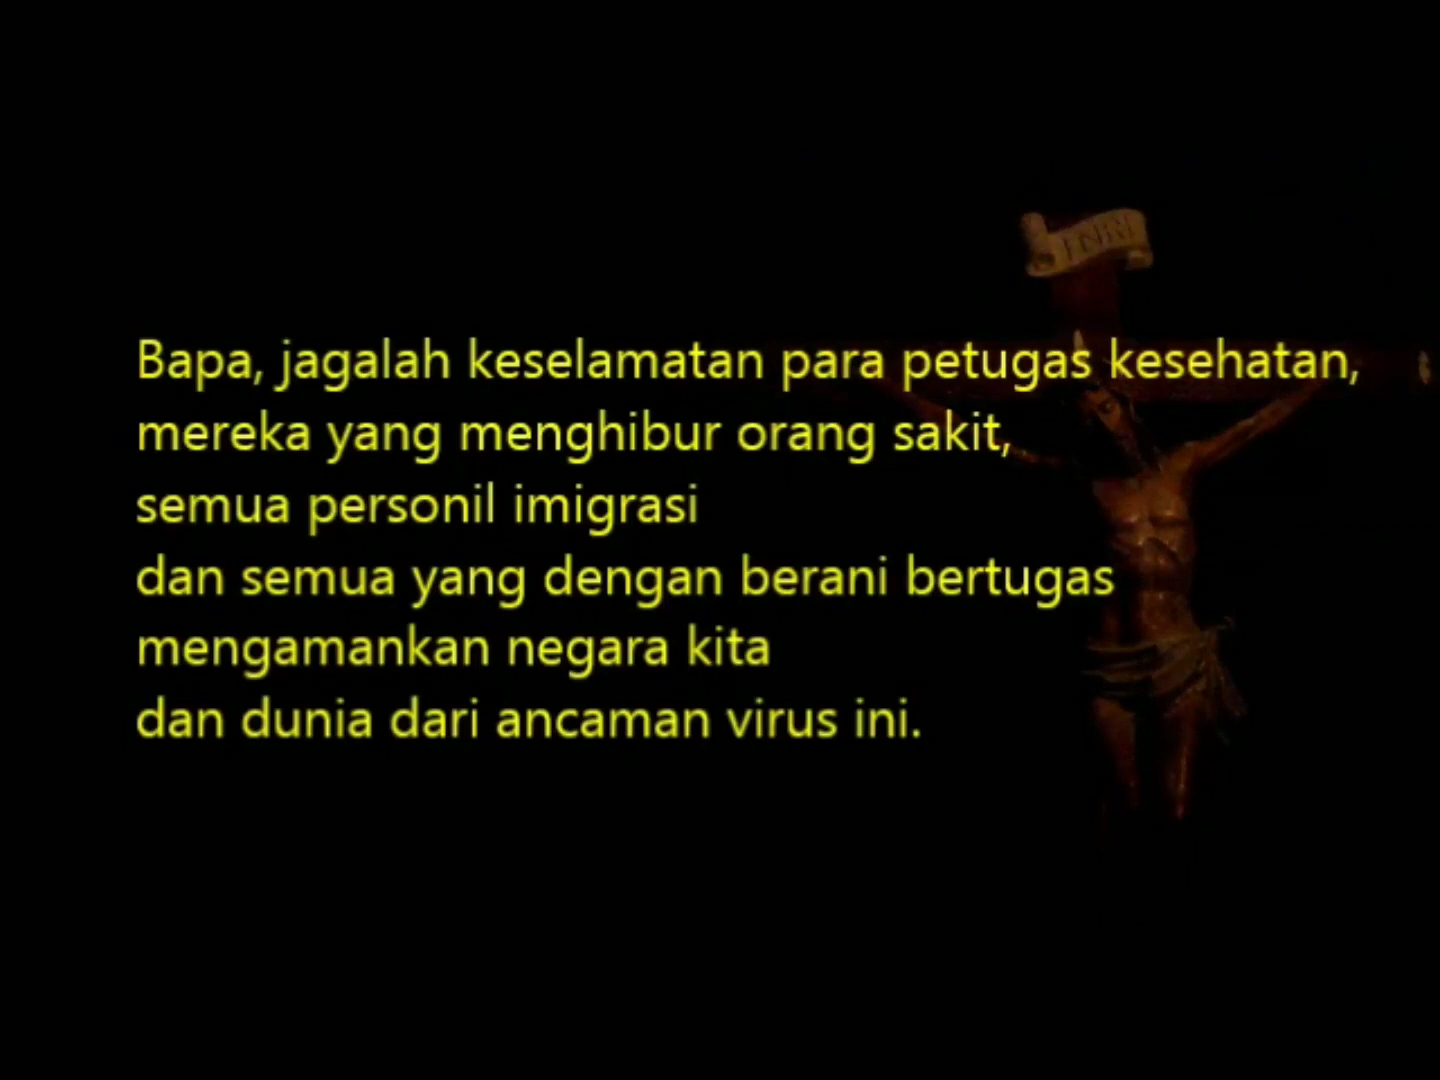 INRI
Bapa, jagalah keselamatan para petugas kesehatan,
mereka yang menghibur orang sakit,
semua personil imigrasi
dan semua yang dengan berani bertugas
mengamankan negara kita
dan dunia dari ancaman virus ini.